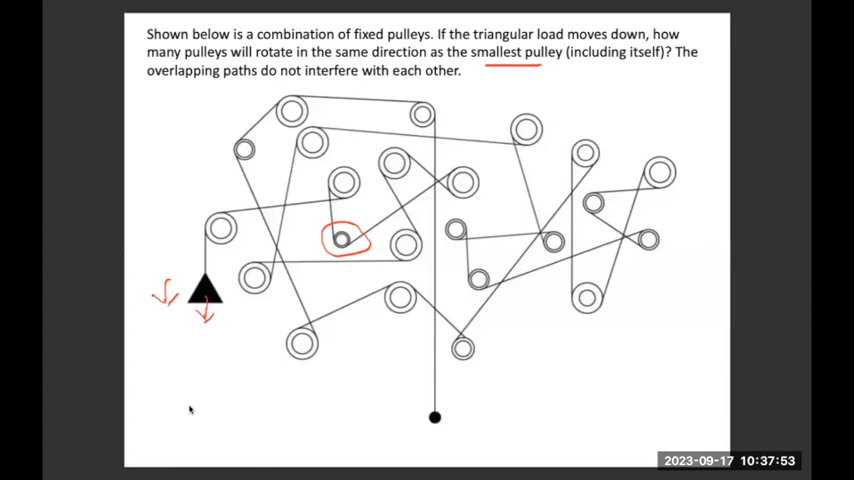 Shown below is a combination of fixed pulleys. If the triangular load moves down, how
many pulleys will rotate in the same direction as the smallest pulley (including itself)? The
overlapping paths do not interfere with each other.
2023-09-17 10:37:53